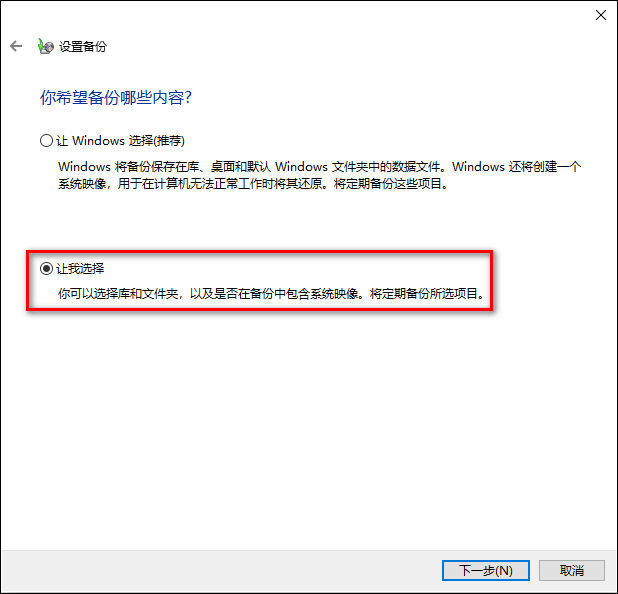 设置备份
你希望备份哪些内容?
让 Windows 选择(推荐)
Windows 将备份保存在库、桌面和默认 Windows 文件夹中的数据文件。Windows 还将创建一个
系统映像，用于在计算机无法正常工作时将其还原。将定期备份这些项目。
让我选择
你可以选择库和文件夹，以及是否在备份中包含系统映像。将定期备份所选项目。
下一步(N)
取消